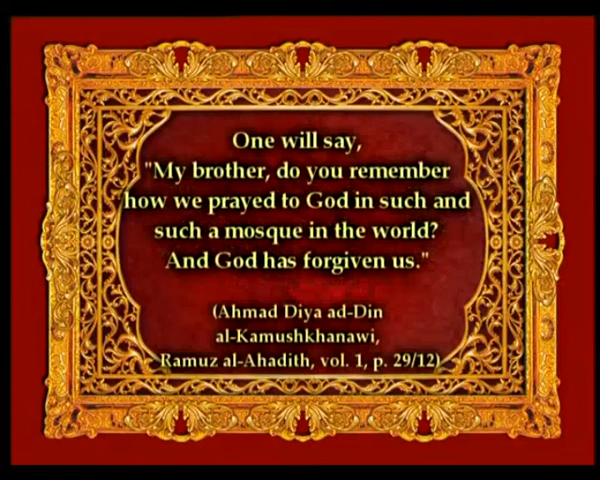 One will say,
"My brother, do you remember
how we prayed to God in such and
such a mosque in the world?
And God has forgiven us."
(Ahmad Diya ad-Din
al-Kamushkhanawi,
Ramuz al-Ahadith, vol. 1, p. 29/12)